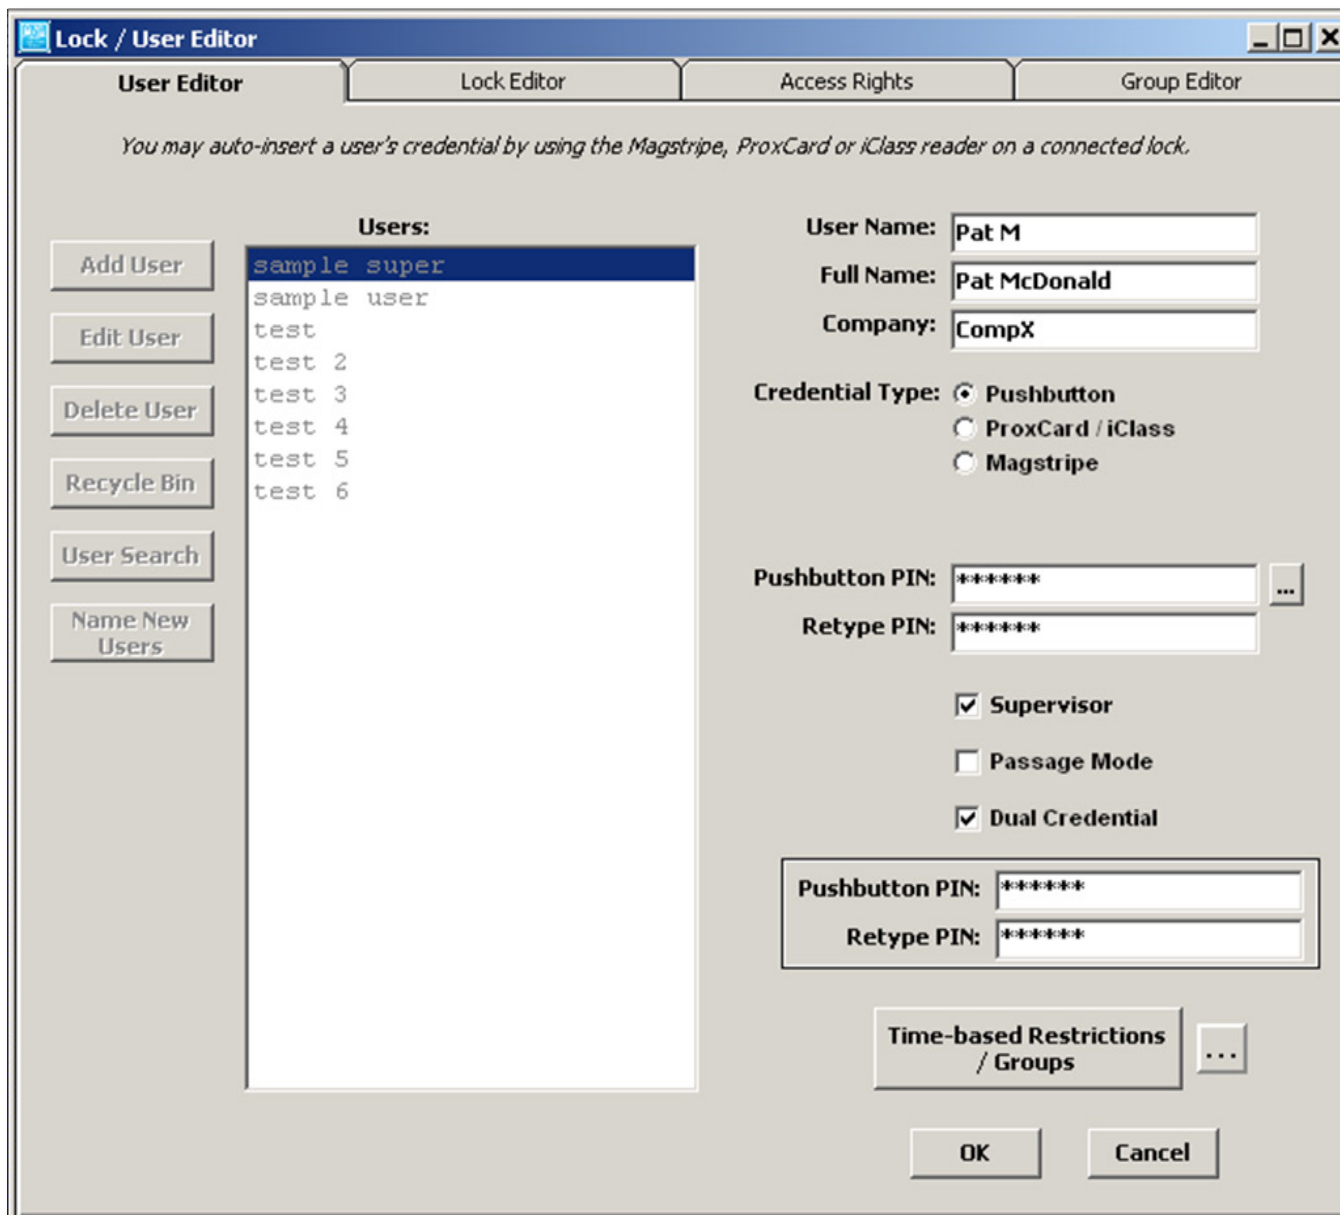 Lock / User Editor
User Editor
Lock Editor
Access Rights
Group Editor
You may auto-insert a user's credential by using the Magstripe, ProxCard or iClass reader on a connected lock.
Add User
Edit User
Delete User
Recycle Bin
User Search
Name New
Users
Users:
sample super
sample user
test
test 2
test 3
test 4
test 5
test 6
User Name: Pat M
Full Name: Pat McDonald
Company: CompX
Credential Type: Pushbutton
ProxCard / iClass
Magstripe
Pushbutton PIN: ****** ...
Retype PIN: ******
Supervisor
Passage Mode
Dual Credential
Pushbutton PIN: ******
Retype PIN: ******
Time-based Restrictions
/ Groups
...
OK
Cancel